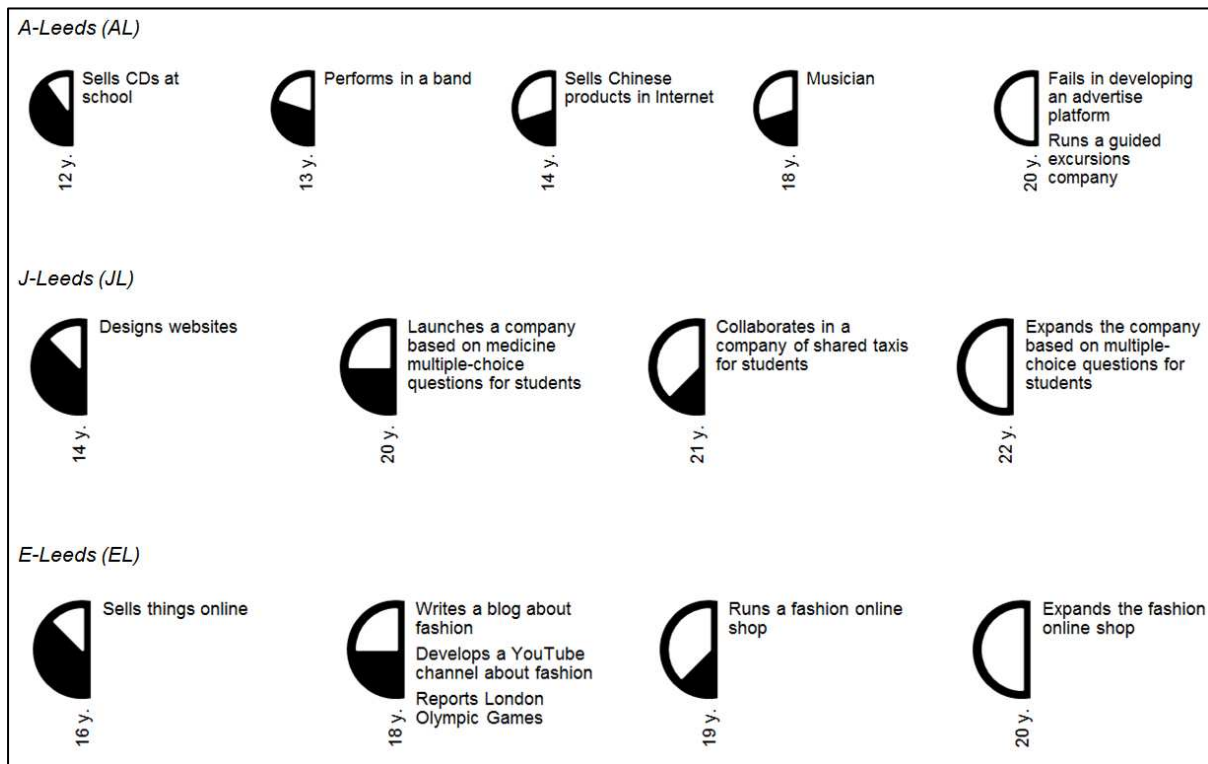 A-Leeds (AL)
Sells CDs at
school
12 y.
Performs in a band
13 y.
Sells Chinese
products in Internet
14 y.
Musician
18 y.
Fails in developing
an advertise
platform
Runs a guided
excursions
company
20 y.
J-Leeds (JL)
Designs websites
14 y.
Launches a company
based on medicine
multiple-choice
questions for students
20 y.
Collaborates in a
company of shared taxis
for students
21 y.
Expands the company
based on multiple-
choice questions for
students
22 y.
E-Leeds (EL)
Sells things online
16 y.
Writes a blog about
fashion
Develops a YouTube
channel about fashion
Reports London
Olympic Games
18 y.
Runs a fashion online
shop
19 y.
Expands the fashion
online shop
20 y.